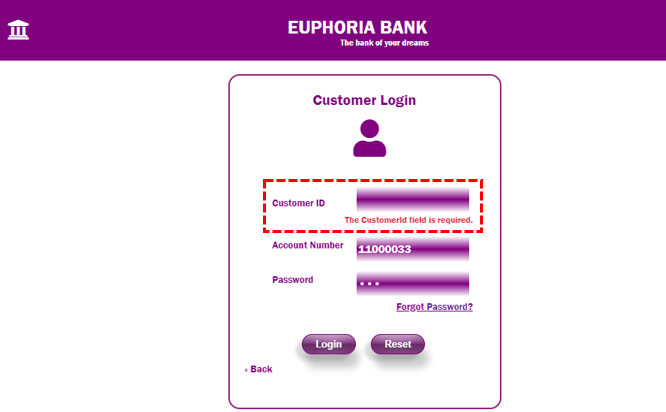 EUPHORIA BANK
The bank of your dreams
Customer Login
Customer ID
The CustomerId field is required.
Account Number 11000033
Password •••
Forgot Password?
Login Reset
« Back